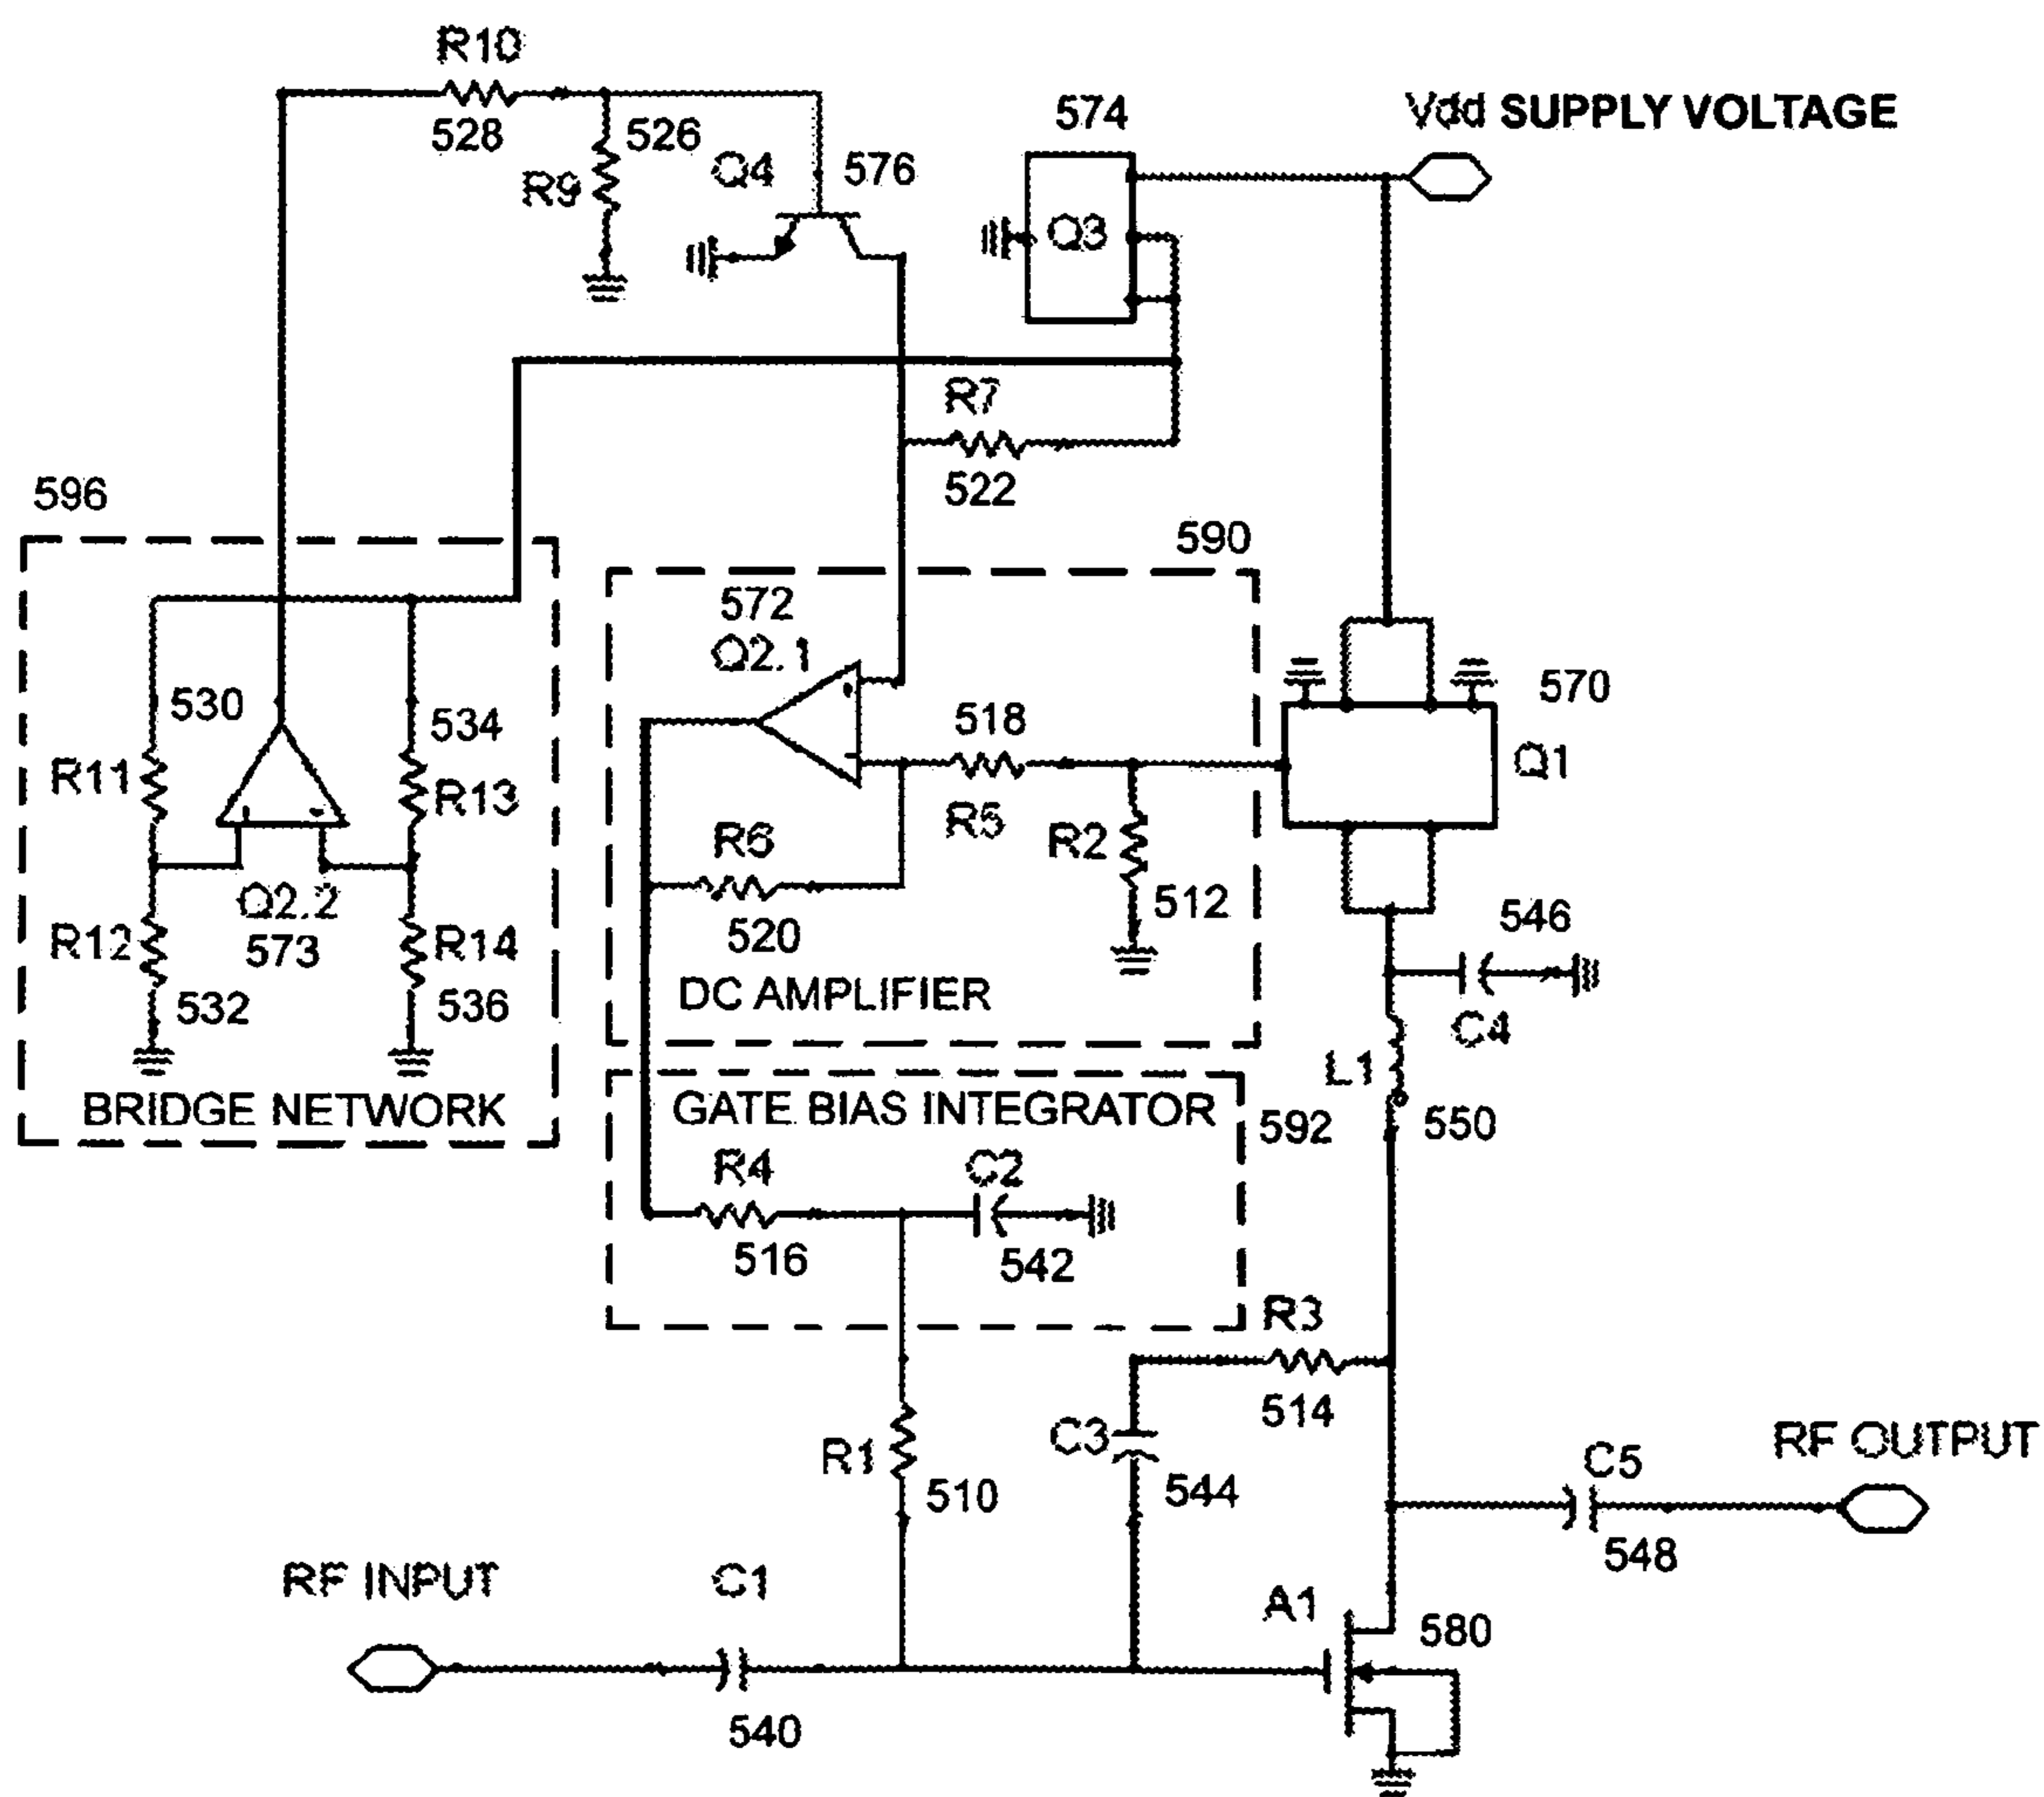 R10
528
526
R9
Q4
576
574
Q3
Vdd SUPPLY VOLTAGE
R7
522
596
590
572
Q2.1
518
R5
570
Q1
530
534
R11
R13
R6
520
R2
512
Q2.2
573
R12
532
R14
536
546
C4
DC AMPLIFIER
L1
550
BRIDGE NETWORK
GATE BIAS INTEGRATOR
592
R4
516
C2
542
R3
514
R1
510
C3
544
C5
548
RF OUTPUT
RF INPUT
C1
540
A1
580